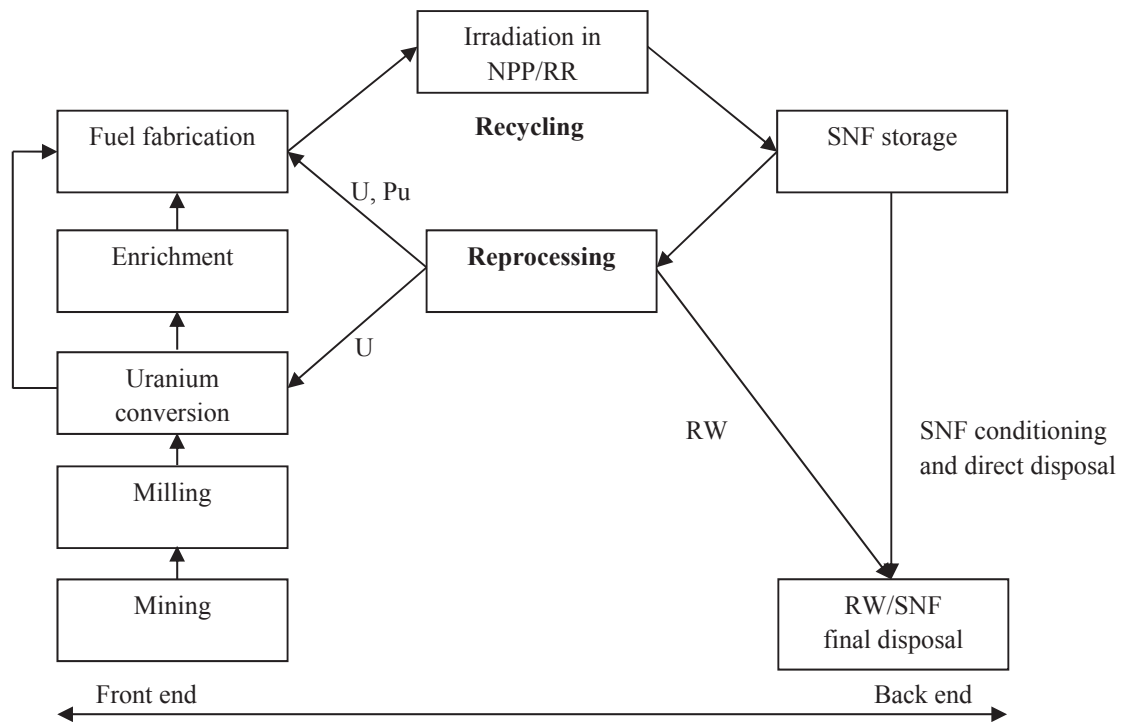 Irradiation in
NPP/RR
Recycling
Fuel fabrication
SNF storage
U, Pu
Enrichment
Reprocessing
U
Uranium
conversion
RW
SNF conditioning
and direct disposal
Milling
Mining
RW/SNF
final disposal
Front end
Back end